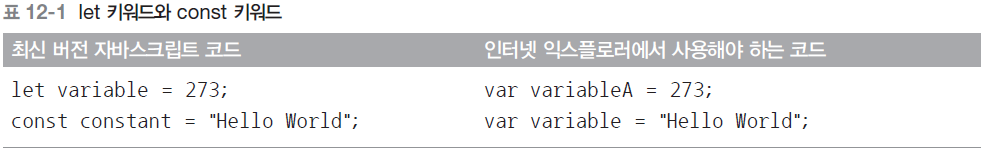 표 12-1 let 키워드와 const 키워드
최신 버전 자바스크립트 코드 인터넷 익스플로러에서 사용해야 하는 코드
let variable = 273; var variableA = 273;
const constant = "Hello World"; var variable = "Hello World";